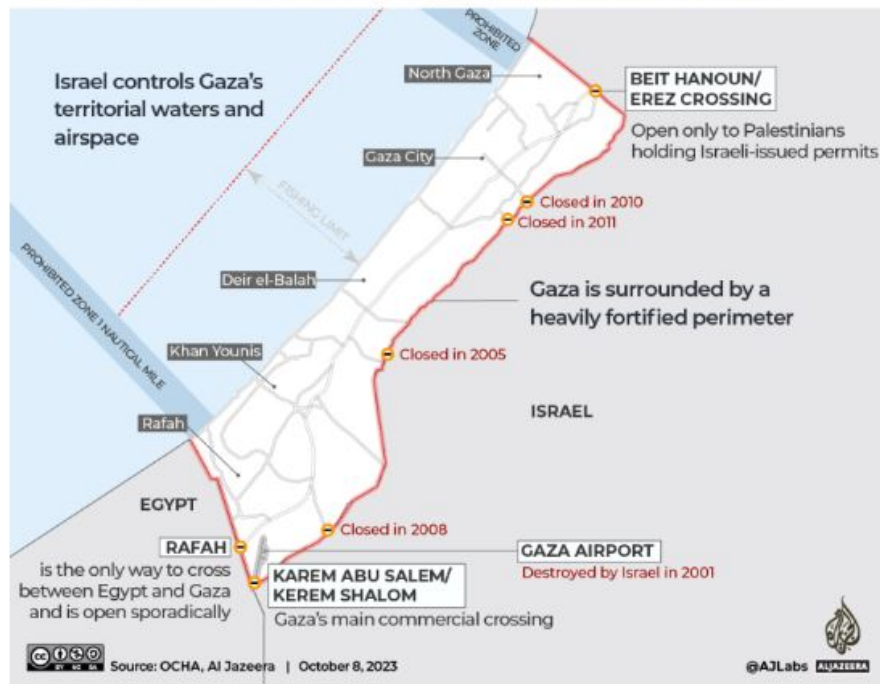 PROHIBITED
ZONE
North Gaza
Israel controls Gaza's
territorial waters and
airspace
BEIT HANOUN/
EREZ CROSSING
Open only to Palestinians
holding Israeli-issued permits
Gaza City
FISHING LIMIT
Closed in 2010
Closed in 2011
Deir el-Balah
Gaza is surrounded by a
heavily fortified perimeter
PROHIBITED ZONE 1 NAUTICAL MILE
Khan Younis
Closed in 2005
ISRAEL
Rafah
EGYPT
Closed in 2008
RAFAH
is the only way to cross
between Egypt and Gaza
and is open sporadically
GAZA AIRPORT
Destroyed by Israel in 2001
KAREM ABU SALEM/
KEREM SHALOM
Gaza's main commercial crossing
CC BY NC SA
Source: OCHA, Al Jazeera | October 8, 2023
@AJLabs
ALJAZEERA